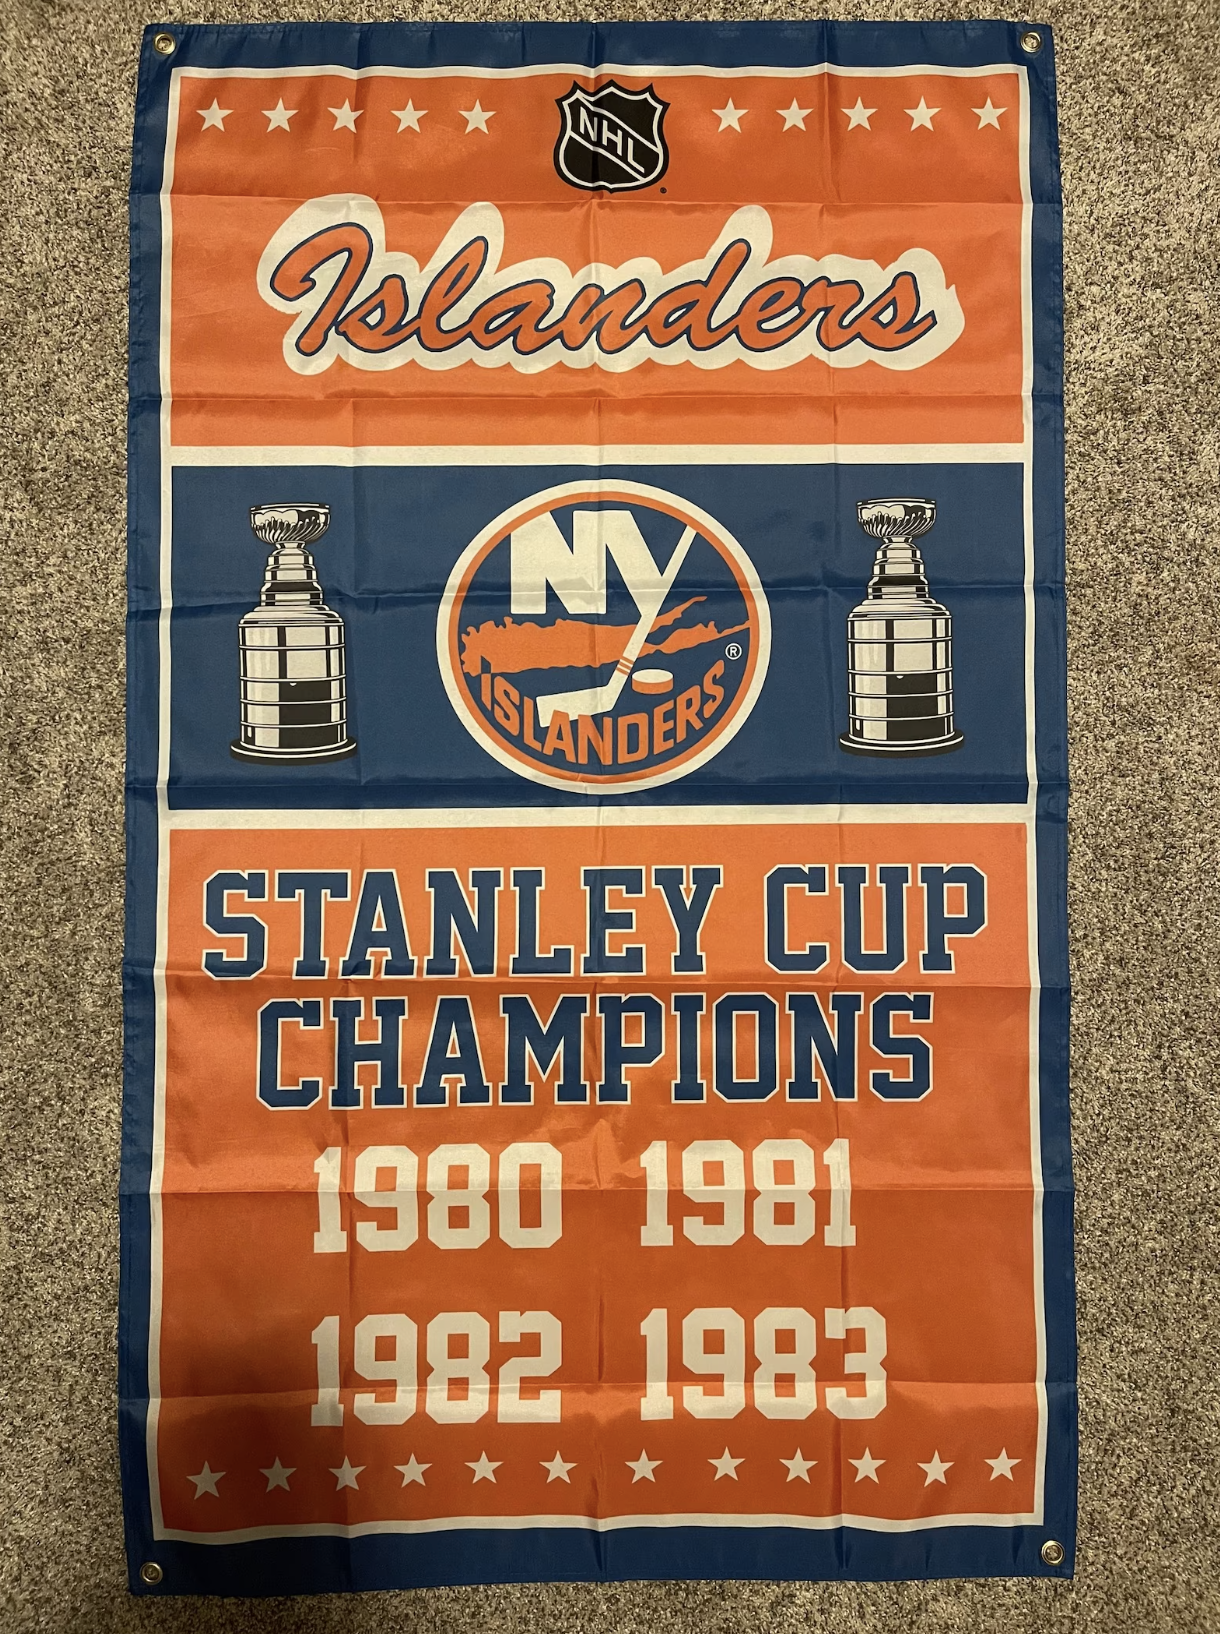 NHL
Islanders
NY
®
ISLANDERS
STANLEY CUP
CHAMPIONS
1980 1981
1982 1983